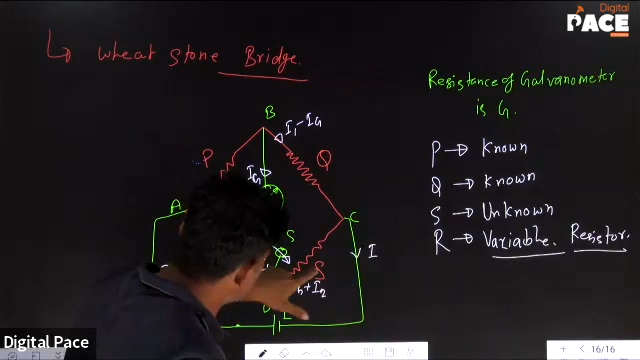 Digital
PACE
↳ wheat stone Bridge.
Resistance of Galvanometer
is G.
B
I₁-IG
P
Q
IG
P → Known
Q → Known
S → Unknown
R → Variable Resistor.
A
C
S
I
S
+I₂
Digital Pace
16/16